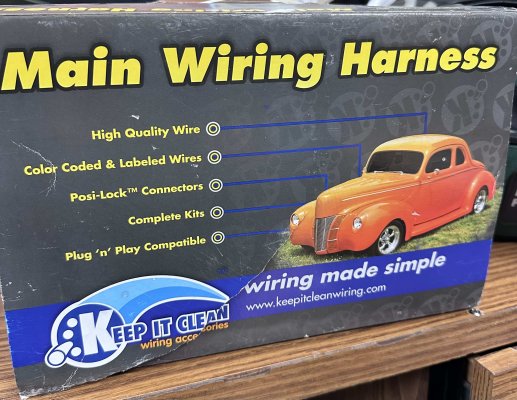 Main Wiring Harness
High Quality Wire
Color Coded & Labeled Wires
Posi-Lock™ Connectors
Complete Kits
Plug 'n' Play Compatible
wiring made simple
www.keepitcleanwiring.com
KEEP IT CLEAN
wiring accessories